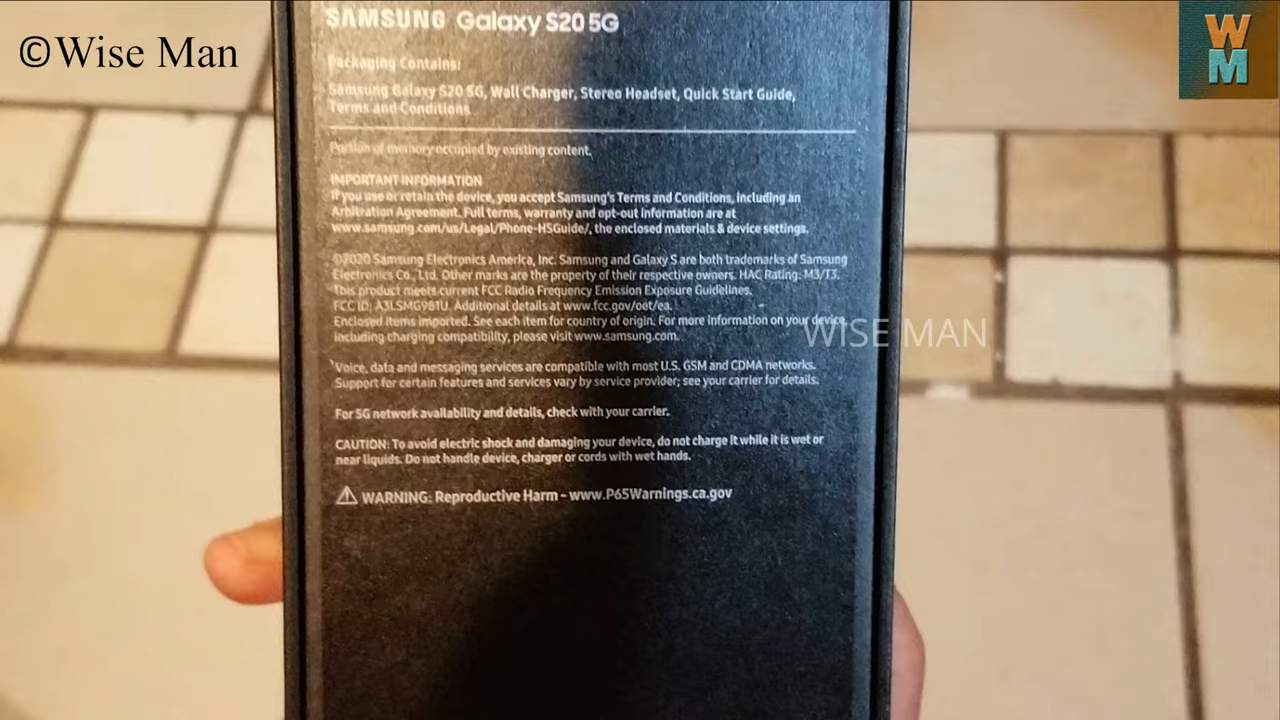 ©Wise Man
WM
SAMSUNG Galaxy S20 5G
Packaging Contains:
Samsung Galaxy S20 5G, Wall Charger, Stereo Headset, Quick Start Guide,
Terms and Conditions
Portion of memory occupied by existing content.
IMPORTANT INFORMATION
If you use or retain the device, you accept Samsung's Terms and Conditions, including an
Arbitration Agreement. Full terms, warranty and opt-out information are at
www.samsung.com/us/Legal/Phone-HSGuide/, the enclosed materials & device settings.
©2020 Samsung Electronics America, Inc. Samsung and Galaxy S are both trademarks of Samsung
Electronics Co., Ltd. Other marks are the property of their respective owners. HAC Rating: M3/T3.
This product meets current FCC Radio Frequency Emission Exposure Guidelines.
FCC ID: A3LSMG981U. Additional details at www.fcc.gov/oet/ea.
Enclosed items imported. See each item for country of origin. For more information on your device,
including charging compatibility, please visit www.samsung.com.
WISE MAN
¹Voice, data and messaging services are compatible with most U.S. GSM and CDMA networks.
Support for certain features and services vary by service provider; see your carrier for details.
For 5G network availability and details, check with your carrier.
CAUTION: To avoid electric shock and damaging your device, do not charge it while it is wet or
near liquids. Do not handle device, charger or cords with wet hands.
WARNING: Reproductive Harm - www.P65Warnings.ca.gov